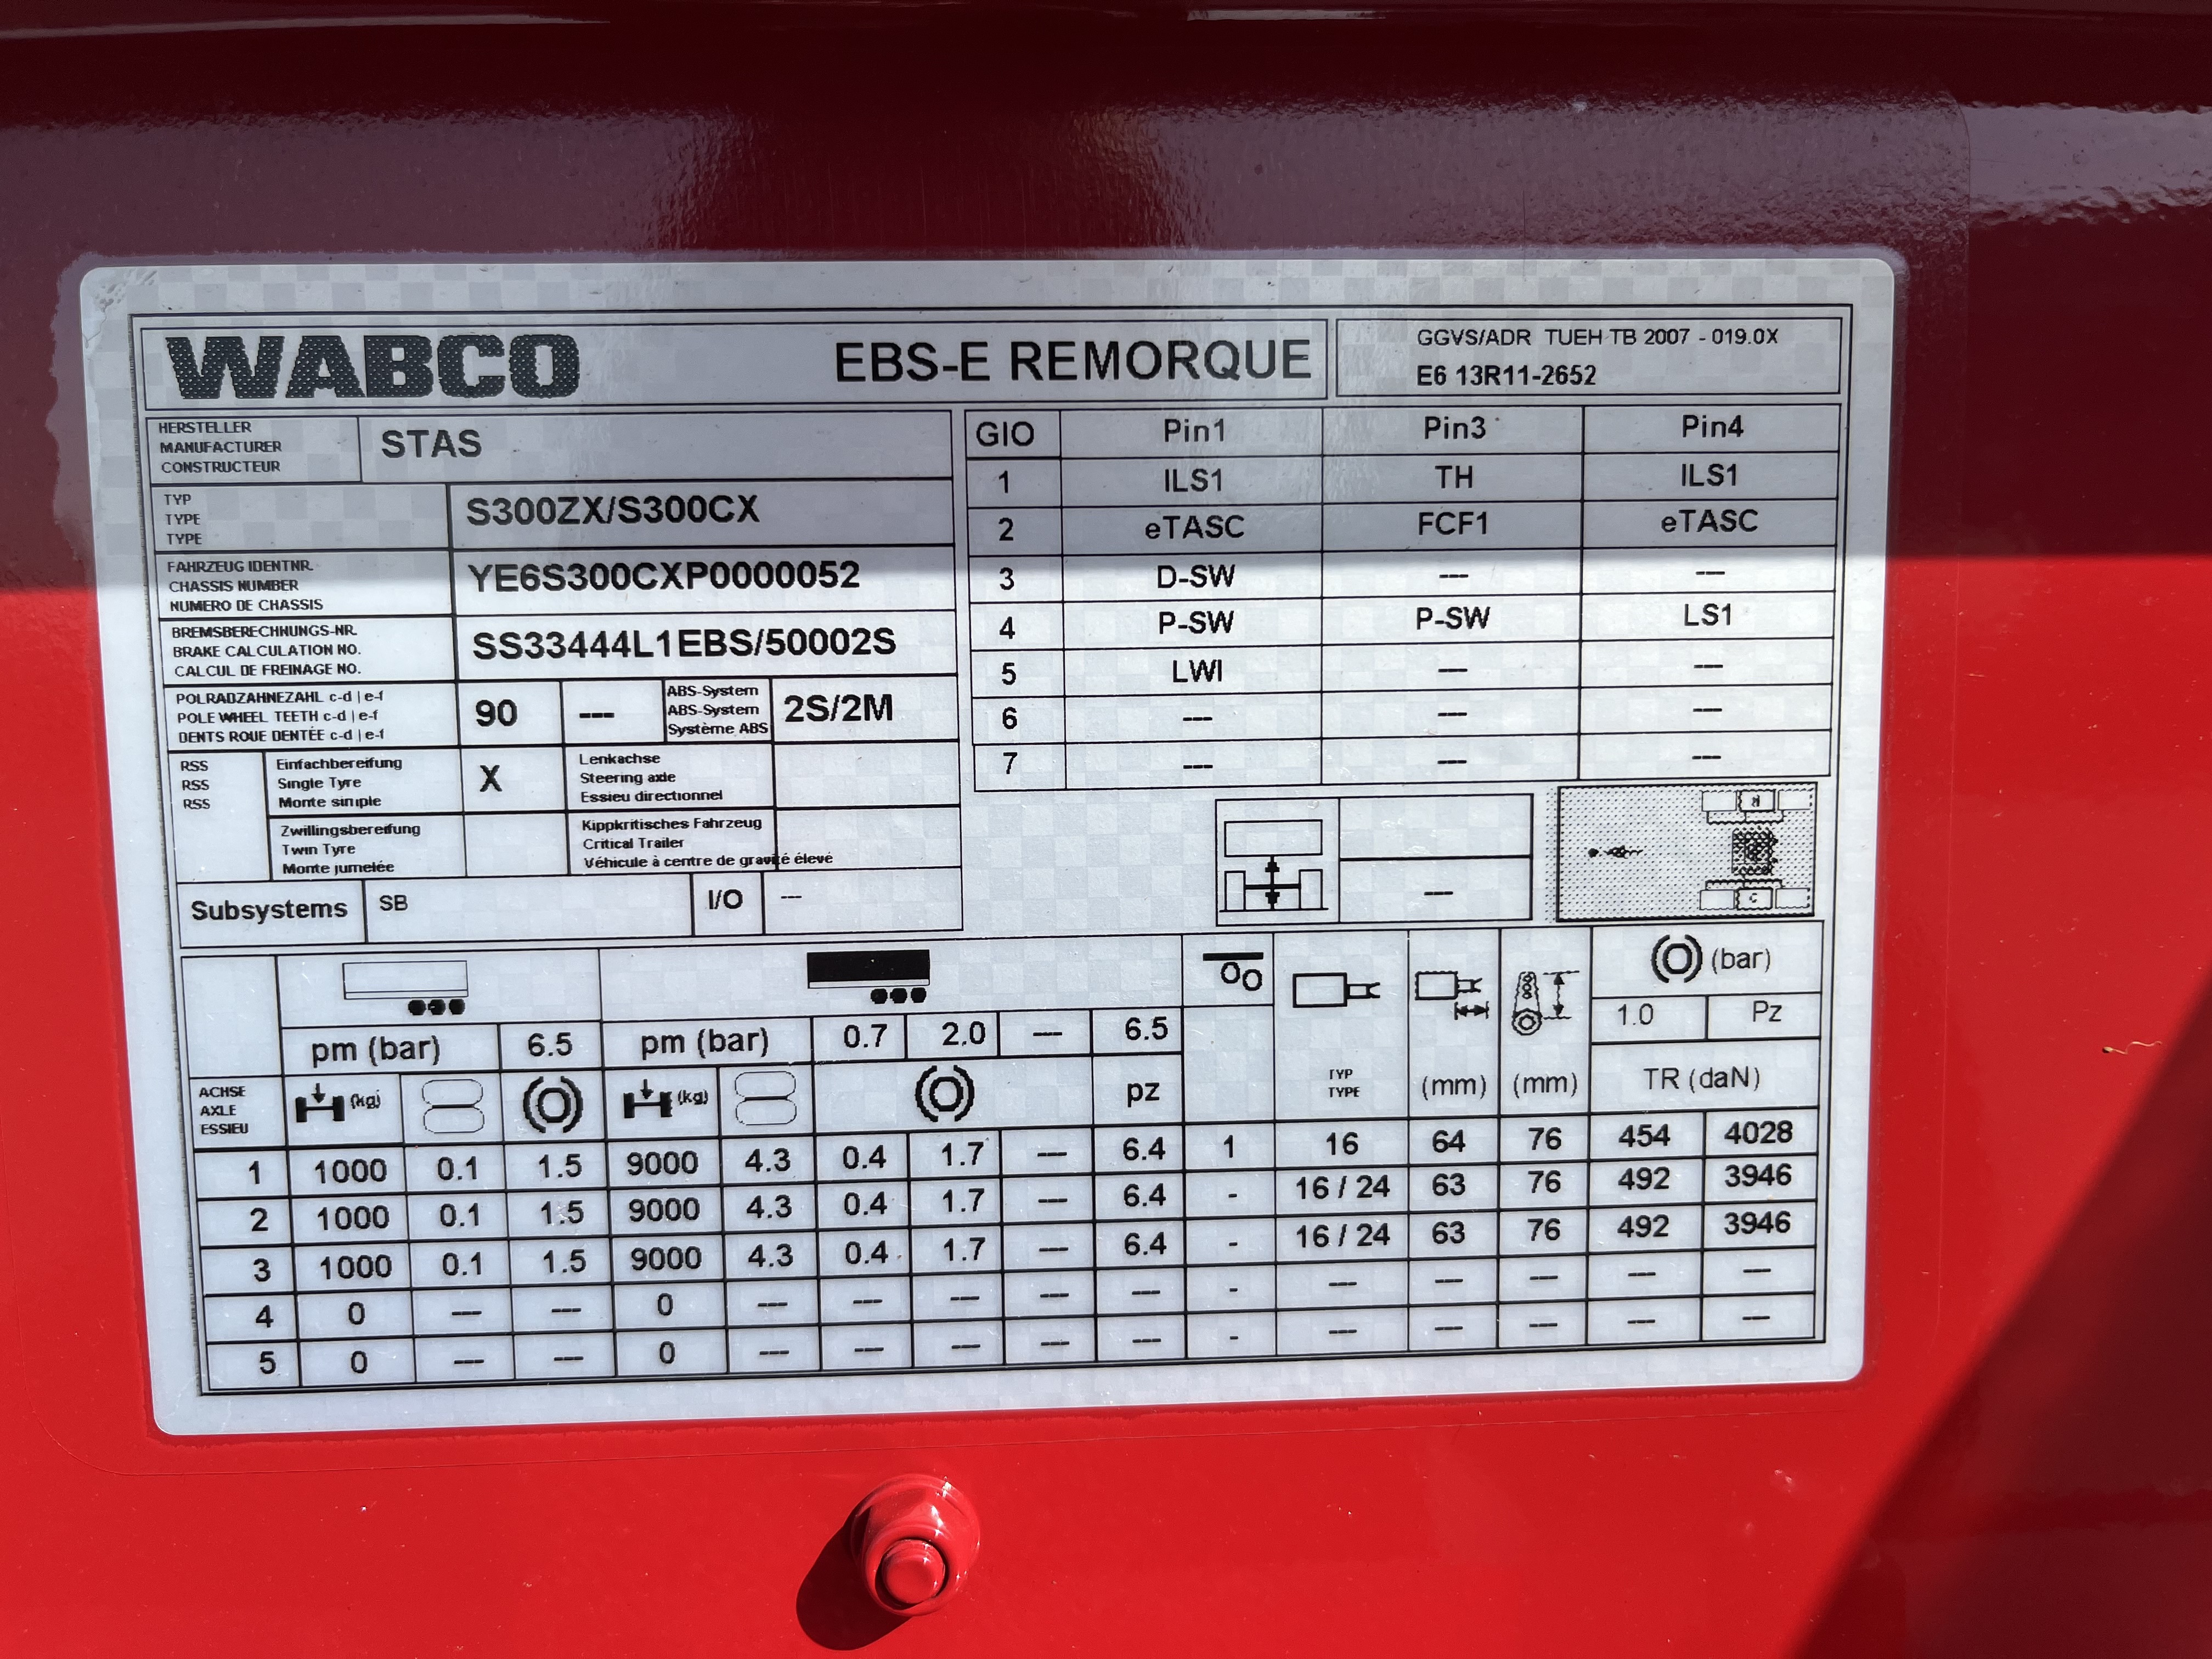 WABCO EBS-E REMORQUE
GGVS/ADR TUEH TB 2007 - 019.0X
E6 13R11-2652
HERSTELLER
MANUFACTURER
CONSTRUCTEUR
STAS
TYP
TYPE
TYPE
S300ZX/S300CX
FAHRZEUG IDENTNR.
CHASSIS NUMBER
NUMERO DE CHASSIS
YE6S300CXP0000052
BREMSBERECHNUNGS-NR.
BRAKE CALCULATION NO.
CALCUL DE FREINAGE NO.
SS33444L1EBS/50002S
POLRADZAHNEZAHL c-d | e-f
POLE WHEEL TEETH c-d | e-f
DENTS ROUE DENTÉE c-d | e-f
90 ---
ABS-System
ABS-System
Système ABS
2S/2M
RSS
RSS
RSS
Einfachbereifung
Single Tyre
Monte simple
X
Lenkachse
Steering axle
Essieu directionnel
Zwillingsbereifung
Twin Tyre
Monte jumelée
Kippkritisches Fahrzeug
Critical Trailer
Véhicule à centre de gravité élevé
Subsystems SB I/O ---
GIO Pin1 Pin3 Pin4
1 ILS1 TH ILS1
2 eTASC FCF1 eTASC
3 D-SW --- ---
4 P-SW P-SW LS1
5 LWI --- ---
6 --- --- ---
7 --- --- ---
---
pm (bar) 6.5 pm (bar) 0.7 2.0 --- 6.5
(bar)
1.0 Pz
ACHSE
AXLE
ESSIEU
(kg) (kg) pz
TYP
TYPE
(mm) (mm) TR (daN)
1 1000 0.1 1.5 9000 4.3 0.4 1.7 --- 6.4 1 16 64 76 454 4028
2 1000 0.1 1.5 9000 4.3 0.4 1.7 --- 6.4 - 16 / 24 63 76 492 3946
3 1000 0.1 1.5 9000 4.3 0.4 1.7 --- 6.4 - 16 / 24 63 76 492 3946
4 0 --- --- 0 --- --- --- --- --- - --- --- --- --- ---
5 0 --- --- 0 --- --- --- --- --- - --- --- --- --- ---